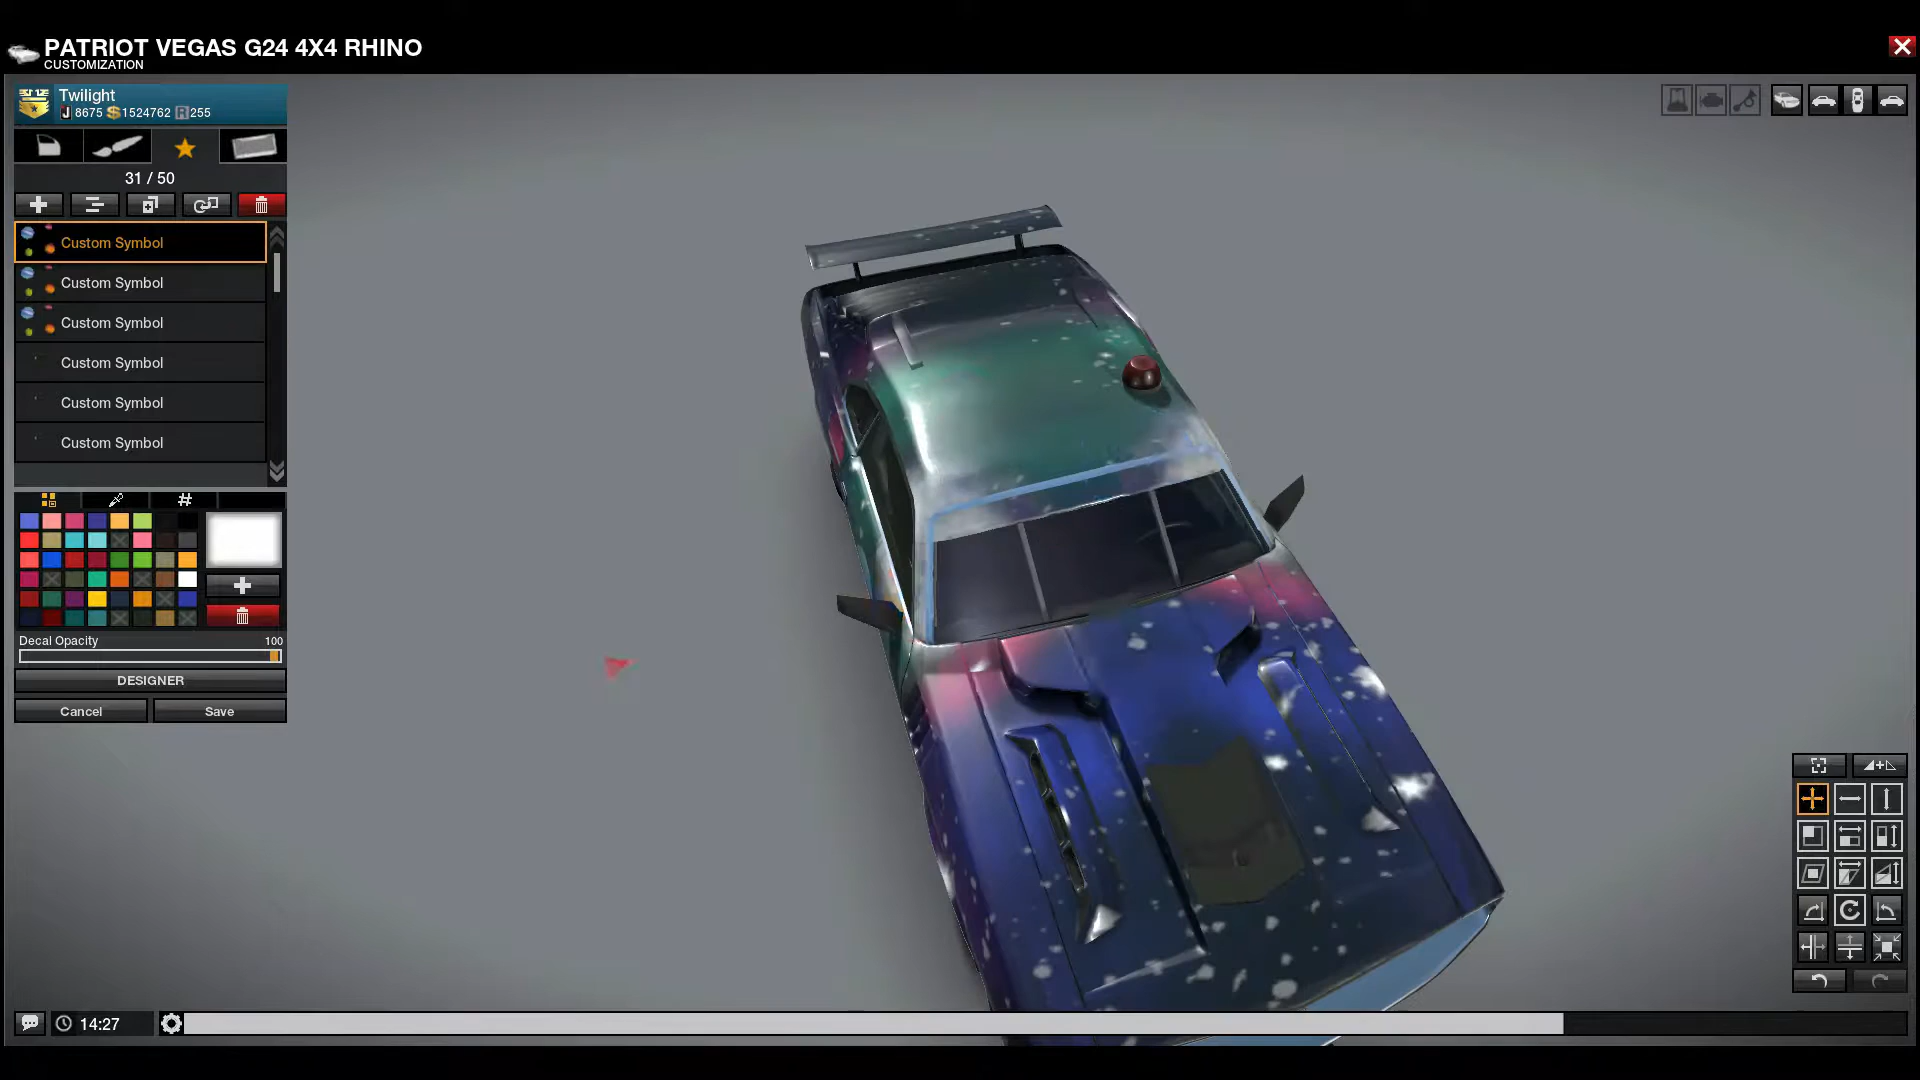 PATRIOT VEGAS G24 4X4 RHINO
CUSTOMIZATION
Twilight
J 8675 $1524762 R 255
31 / 50
Custom Symbol
Custom Symbol
Custom Symbol
Custom Symbol
Custom Symbol
Custom Symbol
#
Decal Opacity 100
DESIGNER
Cancel Save
14:27